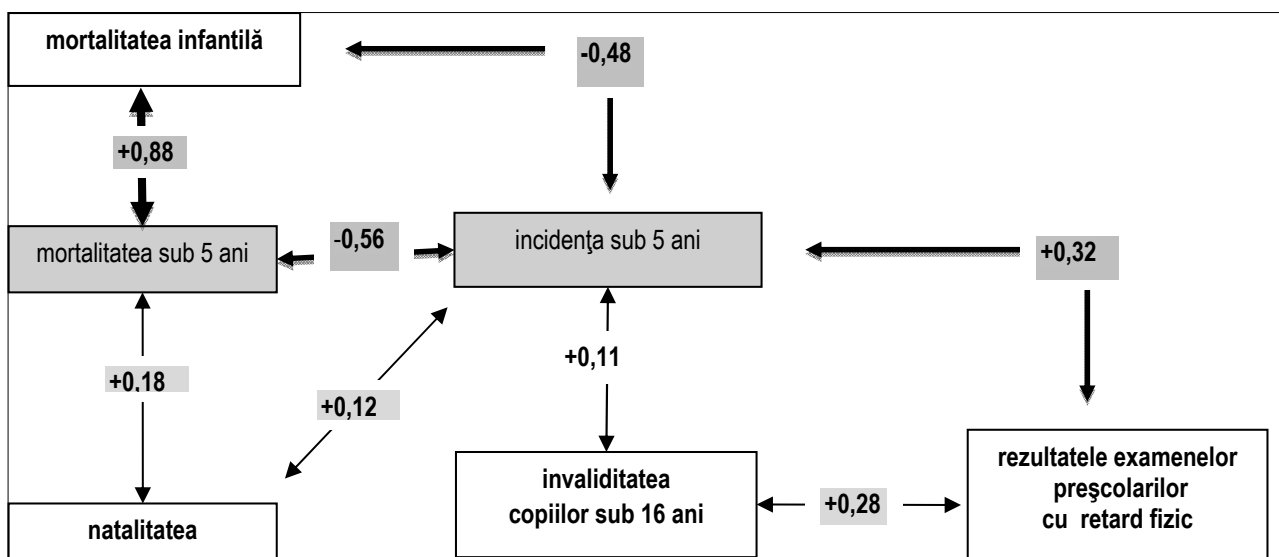 mortalitatea infantilă
-0,48
+0,88
mortalitatea sub 5 ani
-0,56
incidenţa sub 5 ani
+0,32
+0,18
+0,12
+0,11
natalitatea
invaliditatea
copiilor sub 16 ani
+0,28
rezultatele examenelor
preşcolarilor
cu retard fizic